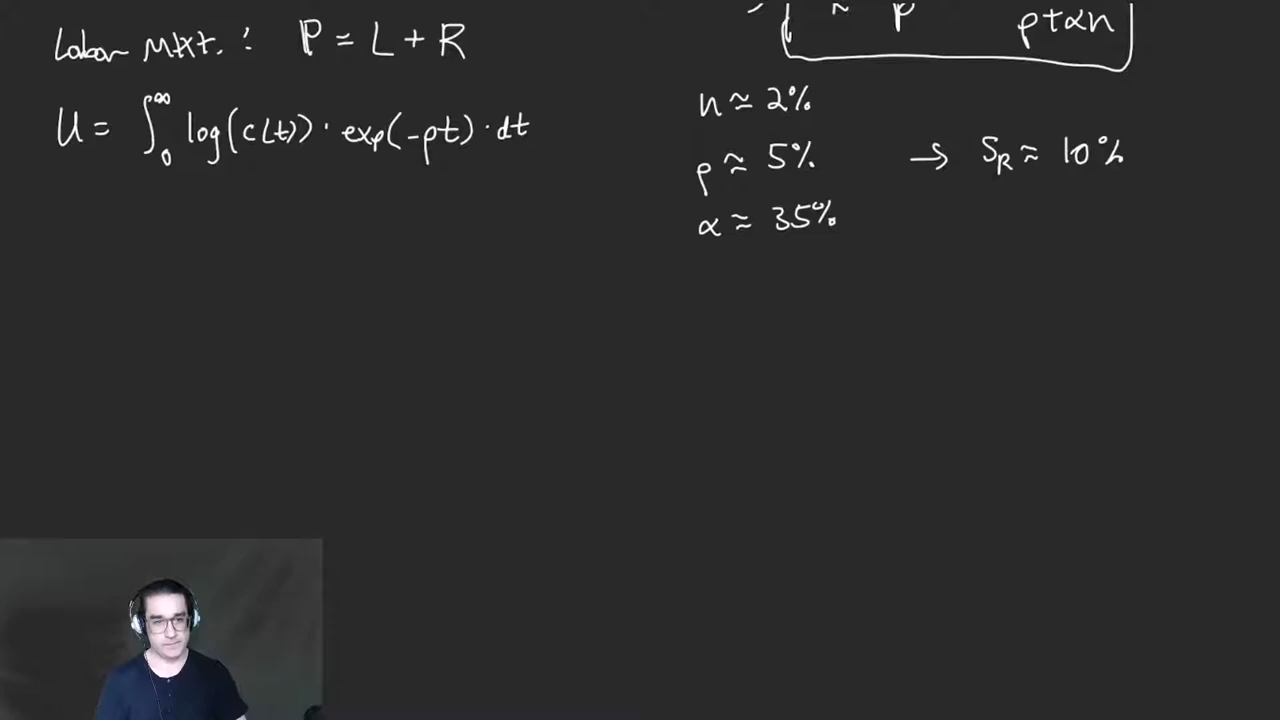 Labor Mkt. : P = L + R
U = ∫₀^∞ log(c(t)) · exp(-ρt) · dt
ρ ρ+αn
n ≈ 2%
ρ ≈ 5% → S_R ≈ 10%
α ≈ 35%